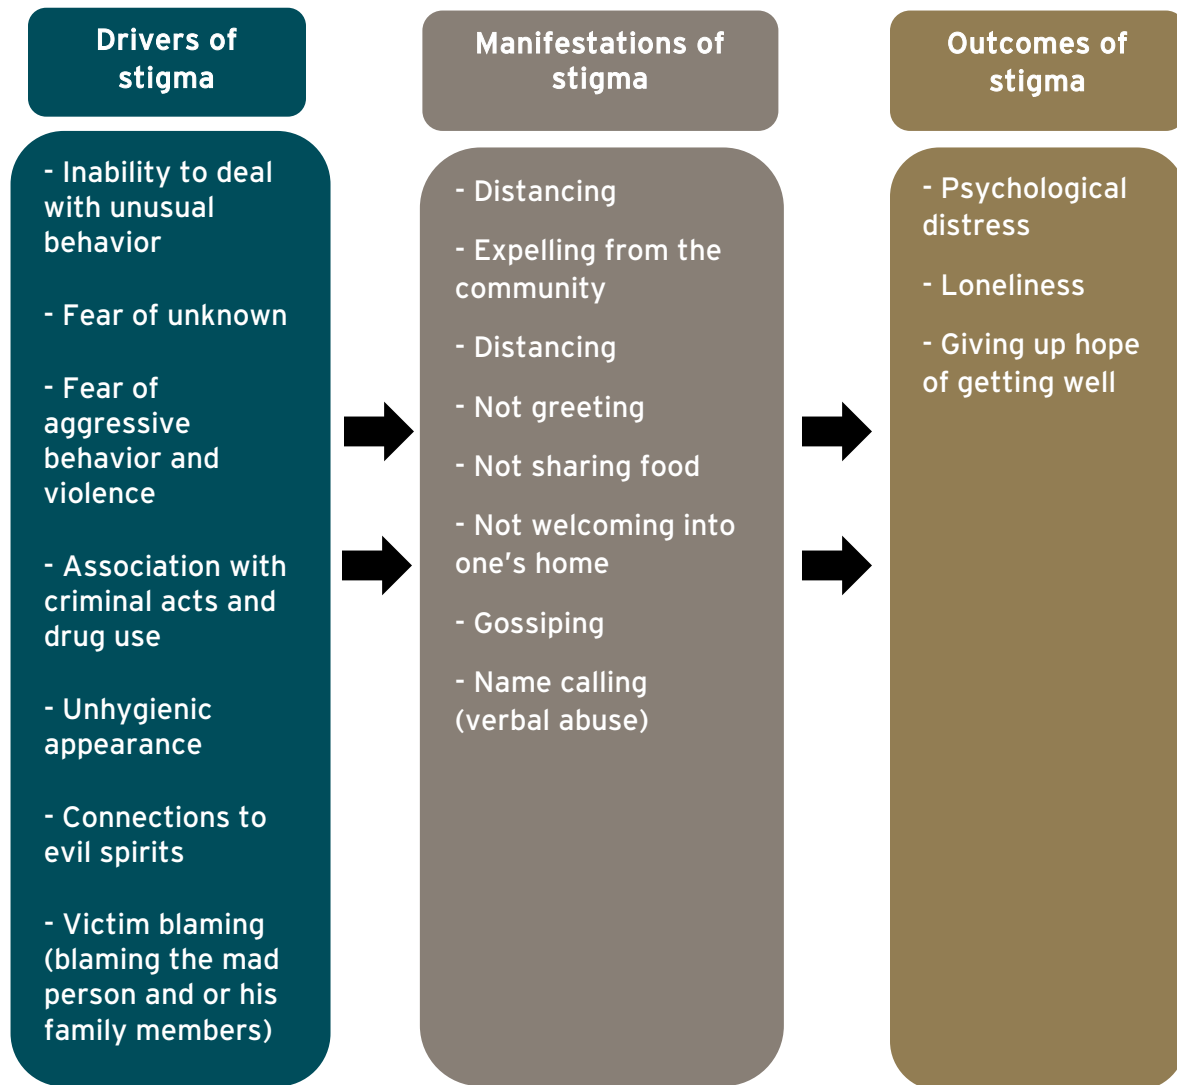 Drivers of
stigma
- Inability to deal
with unusual
behavior
- Fear of unknown
- Fear of
aggressive
behavior and
violence
- Association with
criminal acts and
drug use
- Unhygienic
appearance
- Connections to
evil spirits
- Victim blaming
(blaming the mad
person and or his
family members)
Manifestations of
stigma
- Distancing
- Expelling from the
community
- Distancing
- Not greeting
- Not sharing food
- Not welcoming into
one’s home
- Gossiping
- Name calling
(verbal abuse)
Outcomes of
stigma
- Psychological
distress
- Loneliness
- Giving up hope
of getting well